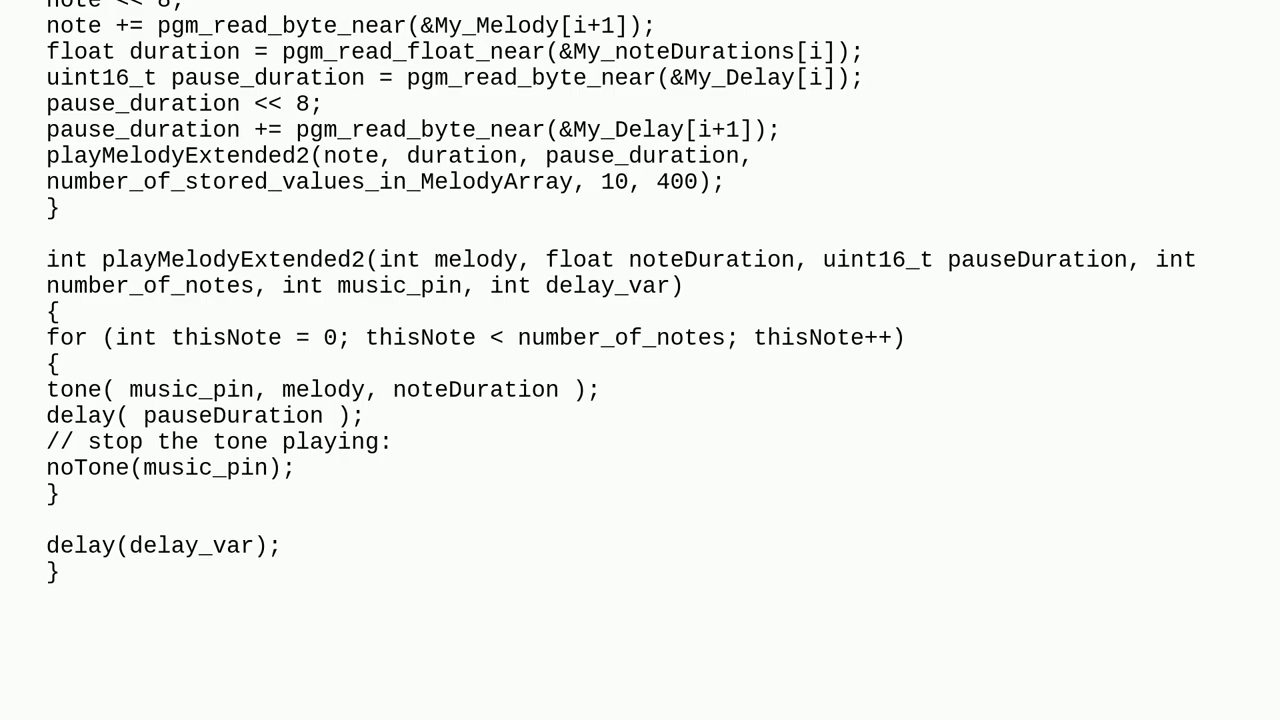 note << 8;
note += pgm_read_byte_near(&My_Melody[i+1]);
float duration = pgm_read_float_near(&My_noteDurations[i]);
uint16_t pause_duration = pgm_read_byte_near(&My_Delay[i]);
pause_duration << 8;
pause_duration += pgm_read_byte_near(&My_Delay[i+1]);
playMelodyExtended2(note, duration, pause_duration,
number_of_stored_values_in_MelodyArray, 10, 400);
}
int playMelodyExtended2(int melody, float noteDuration, uint16_t pauseDuration, int
number_of_notes, int music_pin, int delay_var)
{
for (int thisNote = 0; thisNote < number_of_notes; thisNote++)
{
tone( music_pin, melody, noteDuration );
delay( pauseDuration );
// stop the tone playing:
noTone(music_pin);
}
delay(delay_var);
}